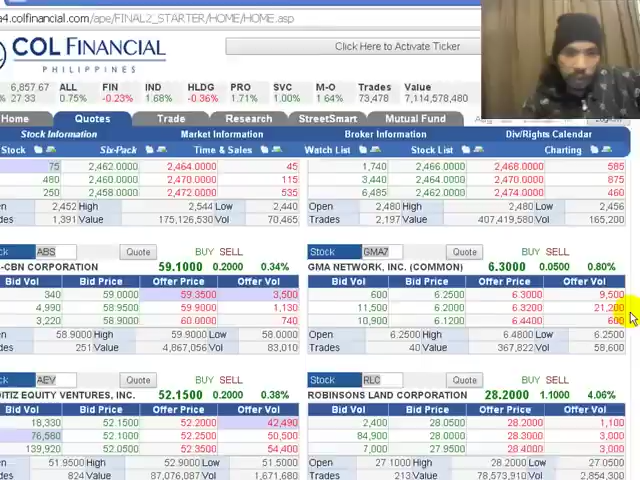 a4.colfinancial.com/ape/FINAL2_STARTER/HOME/HOME.asp
COL FINANCIAL
PHILIPPINES
Click Here to Activate Ticker
6,857.67 ALL FIN IND HLDG PRO SVC M-O Trades Value
27.33 0.75% -0.23% 1.68% -0.36% 1.71% 1.00% 1.64% 73,478 7,114,578,480
Home Quotes Trade Research StreetSmart Mutual Fund
Stock Information Market Information Broker Information Div/Rights Calendar
Stock Six-Pack Time & Sales Watch List Stock List Charting
75 2,462.0000 2,464.0000 45 1,740 2,466.0000 2,468.0000 585
480 2,460.0000 2,470.0000 115 3,440 2,464.0000 2,470.0000 875
250 2,458.0000 2,472.0000 535 6,485 2,462.0000 2,474.0000 460
en 2,452 High 2,544 Low 2,440 Open 2,480 High 2,480 Low 2,456
des 1,391 Value 175,126,530 Vol 70,465 Trades 2,197 Value 407,419,580 Vol 165,200
ck ABS Quote BUY SELL Stock GMA7 Quote BUY SELL
-CBN CORPORATION 59.1000 0.2000 0.34% GMA NETWORK, INC. (COMMON) 6.3000 0.0500 0.80%
Bid Vol Bid Price Offer Price Offer Vol Bid Vol Bid Price Offer Price Offer Vol
340 59.0000 59.3500 3,500 600 6.2500 6.3000 9,500
4,990 58.9500 59.9000 1,130 11,500 6.2000 6.3200 21,200
3,220 58.9000 60.0000 740 10,900 6.1200 6.4400 600
en 58.9000 High 59.9000 Low 58.0000 Open 6.2500 High 6.4800 Low 6.2500
des 251 Value 4,867,056 Vol 83,010 Trades 40 Value 367,822 Vol 58,600
ck AEV Quote BUY SELL Stock RLC Quote BUY SELL
ITIZ EQUITY VENTURES, INC. 52.1500 0.2000 0.38% ROBINSONS LAND CORPORATION 28.2000 1.1000 4.06%
Bid Vol Bid Price Offer Price Offer Vol Bid Vol Bid Price Offer Price Offer Vol
18,330 52.1500 52.2000 42,490 2,400 28.0500 28.2000 1,100
76,580 52.1000 52.2500 50,500 84,900 28.0000 28.3000 3,000
139,920 52.0500 52.3500 54,400 7,000 27.9500 28.4000 3,000
en 51.9500 High 52.9000 Low 51.5000 Open 27.1000 High 28.2000 Low 27.0500
des 824 Value 87,076,087 Vol 1,671,680 Trades 213 Value 78,573,910 Vol 2,854,300